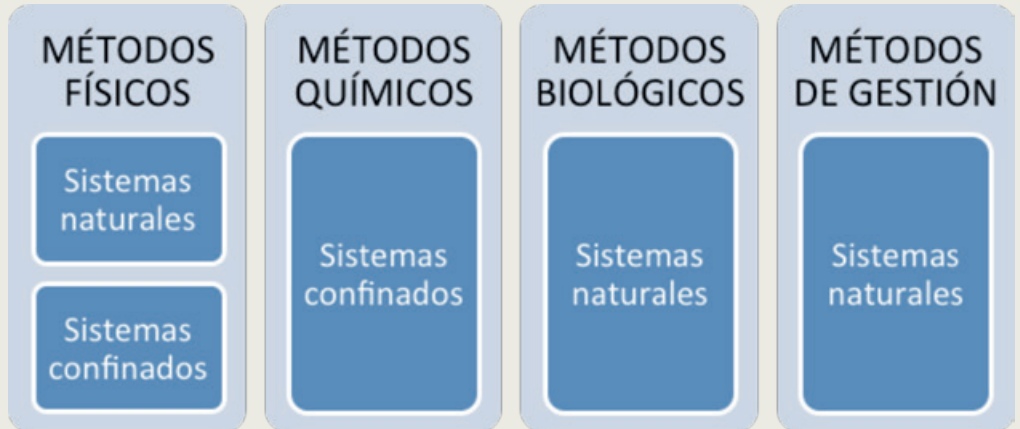 MÉTODOS
FÍSICOS
Sistemas
naturales
Sistemas
confinados
MÉTODOS
QUÍMICOS
Sistemas
confinados
MÉTODOS
BIOLÓGICOS
Sistemas
naturales
MÉTODOS
DE GESTIÓN
Sistemas
naturales